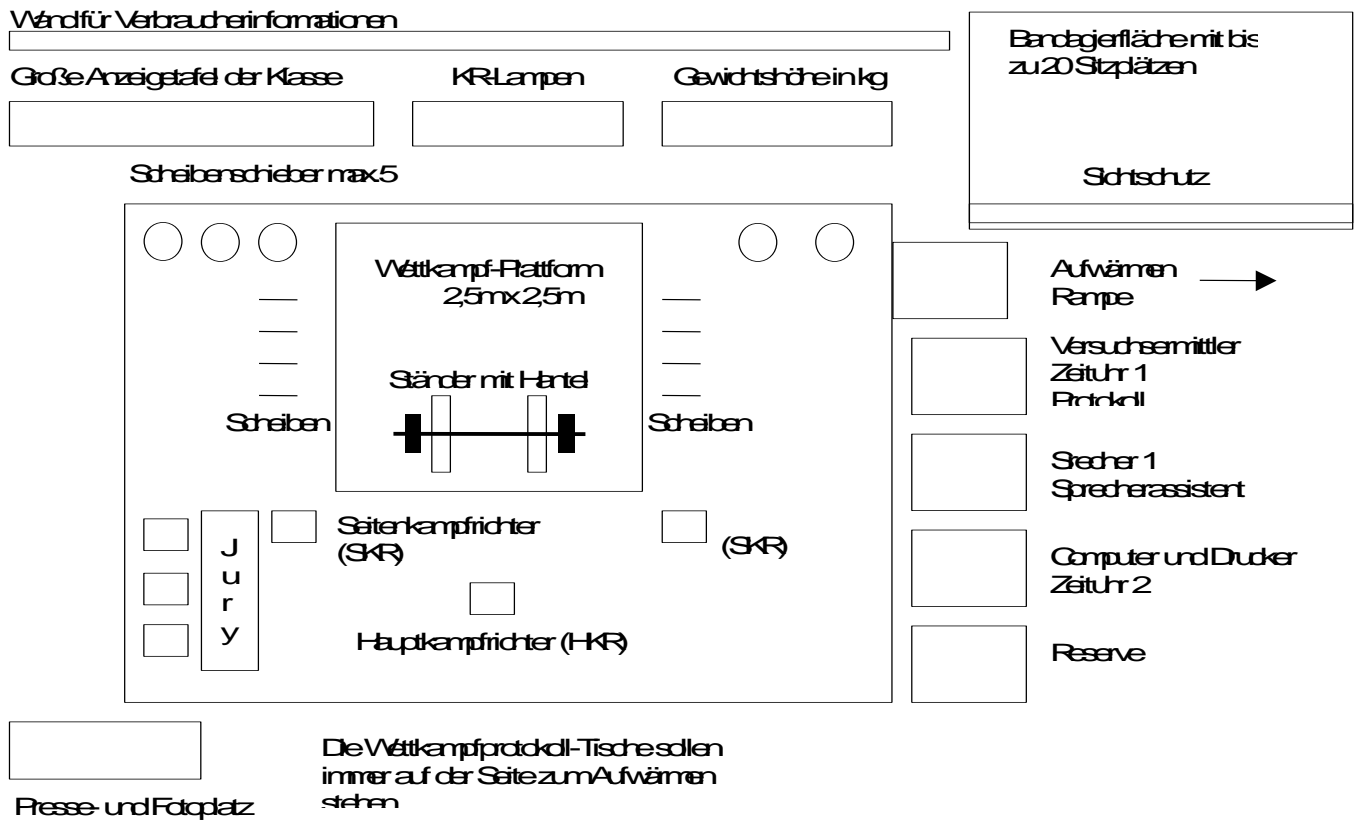 Wand für Verbraucherinformationen
Bandagierfläche mit bis
zu 20 Sitzplätzen
Große Anzeigetafel der Klasse
KR-Lampen
Gewichtshöhe in kg
Scheibenschieber max.5
Sichtschutz
Wettkampf-Plattform
2,5m x 2,5m
Aufwärmen
Rampe
Versuchsermittler
Zeituhr 1
Protokoll
Ständer mit Hantel
Scheiben
Scheiben
Srecher 1
Sprecherassistent
Jury
Seitenkampfrichter
(SKR)
(SKR)
Computer und Drucker
Zeituhr 2
Hauptkampfrichter (HKR)
Reserve
Die Wettkampfprotokoll-Tische sollen
immer auf der Seite zum Aufwärmen
stehen
Presse- und Fotoplatz